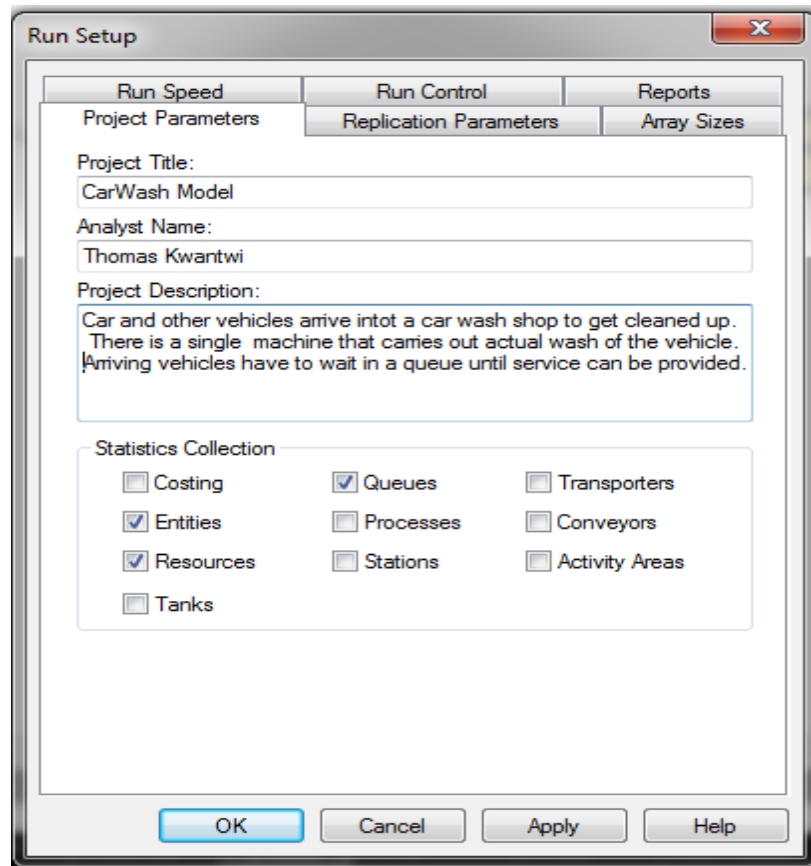 Run Setup
Run Speed Run Control Reports
Project Parameters Replication Parameters Array Sizes
Project Title:
CarWash Model
Analyst Name:
Thomas Kwantwi
Project Description:
Car and other vehicles arrive intot a car wash shop to get cleaned up.
There is a single machine that carries out actual wash of the vehicle.
Arriving vehicles have to wait in a queue until service can be provided.
Statistics Collection
Costing Queues Transporters
Entities Processes Conveyors
Resources Stations Activity Areas
Tanks
OK Cancel Apply Help